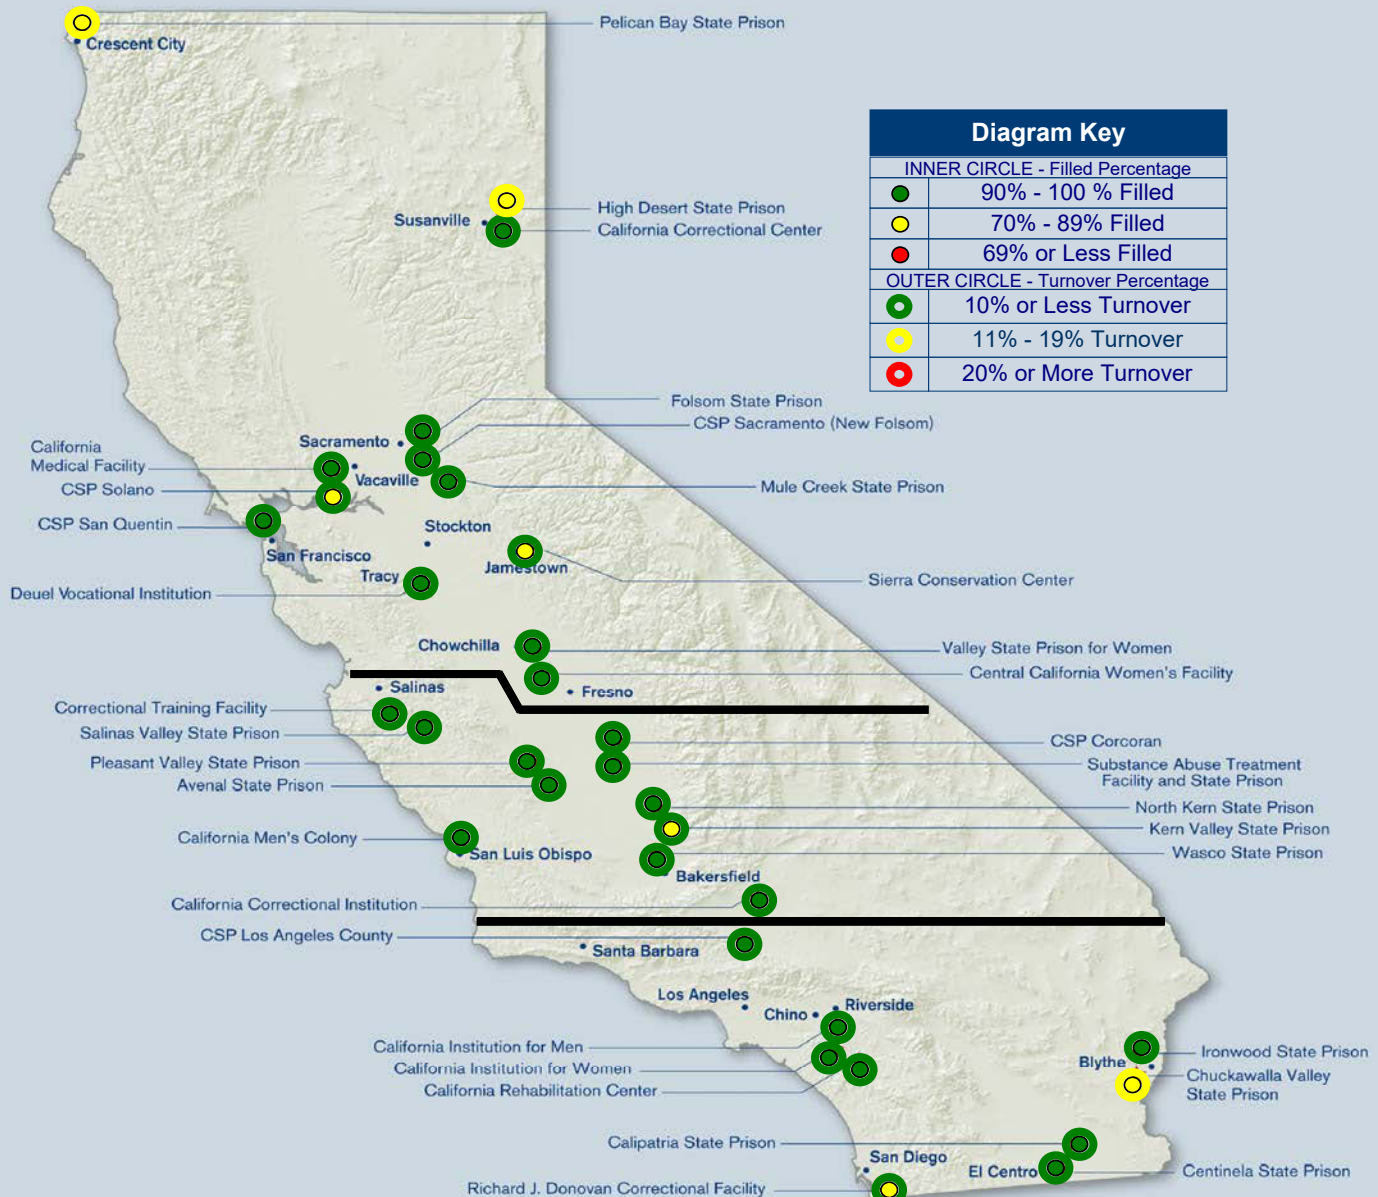 Pelican Bay State Prison
Crescent City
Diagram Key
INNER CIRCLE - Filled Percentage
90% - 100 % Filled
70% - 89% Filled
69% or Less Filled
OUTER CIRCLE - Turnover Percentage
10% or Less Turnover
11% - 19% Turnover
20% or More Turnover
High Desert State Prison
Susanville
California Correctional Center
Folsom State Prison
CSP Sacramento (New Folsom)
Sacramento
California
Medical Facility
Vacaville
CSP Solano
Mule Creek State Prison
CSP San Quentin
Stockton
San Francisco
Jamestown
Tracy
Sierra Conservation Center
Deuel Vocational Institution
Chowchilla
Valley State Prison for Women
Central California Women's Facility
Salinas
Fresno
Correctional Training Facility
Salinas Valley State Prison
CSP Corcoran
Pleasant Valley State Prison
Substance Abuse Treatment
Facility and State Prison
Avenal State Prison
North Kern State Prison
Kern Valley State Prison
California Men's Colony
San Luis Obispo
Wasco State Prison
Bakersfield
California Correctional Institution
CSP Los Angeles County
Santa Barbara
Los Angeles
Riverside
Chino
California Institution for Men
Ironwood State Prison
California Institution for Women
Blythe
Chuckawalla Valley
State Prison
California Rehabilitation Center
Calipatria State Prison
San Diego
El Centro
Centinela State Prison
Richard J. Donovan Correctional Facility